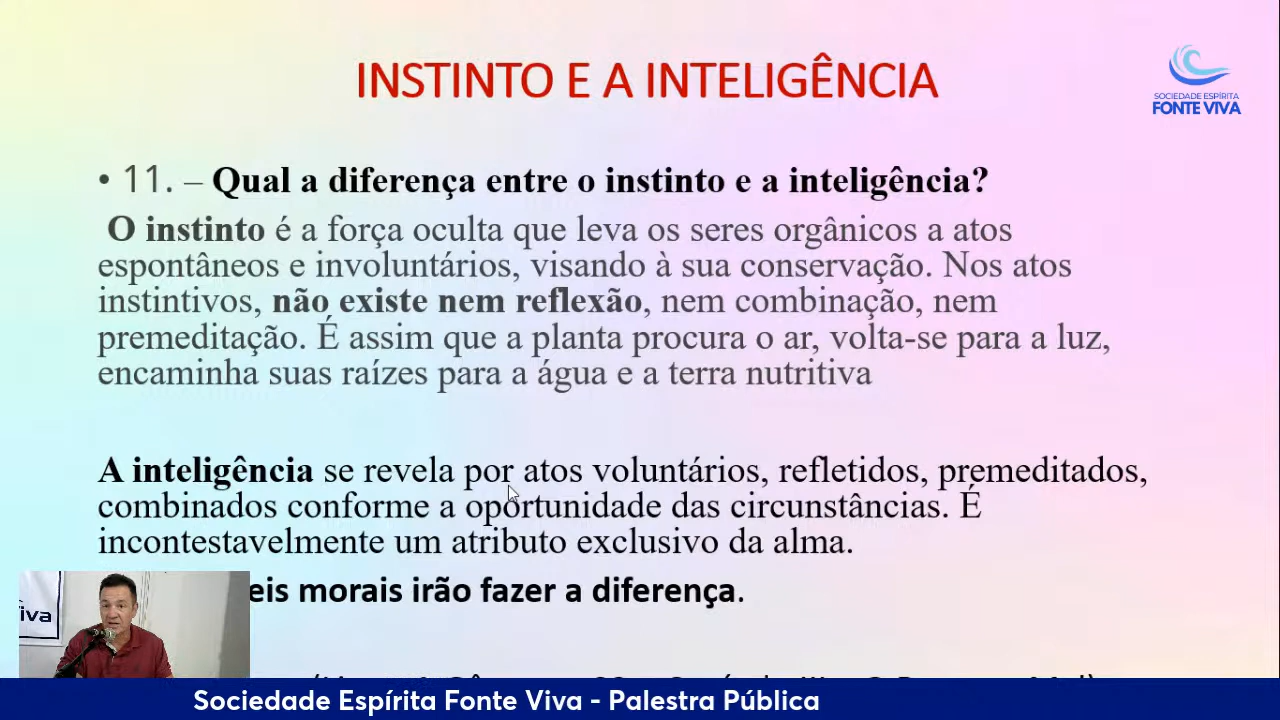 INSTINTO E A INTELIGÊNCIA
SOCIEDADE ESPÍRITA
FONTE VIVA
• 11. – Qual a diferença entre o instinto e a inteligência?
O instinto é a força oculta que leva os seres orgânicos a atos
espontâneos e involuntários, visando à sua conservação. Nos atos
instintivos, não existe nem reflexão, nem combinação, nem
premeditação. É assim que a planta procura o ar, volta-se para a luz,
encaminha suas raízes para a água e a terra nutritiva
A inteligência se revela por atos voluntários, refletidos, premeditados,
combinados conforme a oportunidade das circunstâncias. É
incontestavelmente um atributo exclusivo da alma.
eis morais irão fazer a diferença.
iva
Sociedade Espírita Fonte Viva - Palestra Pública